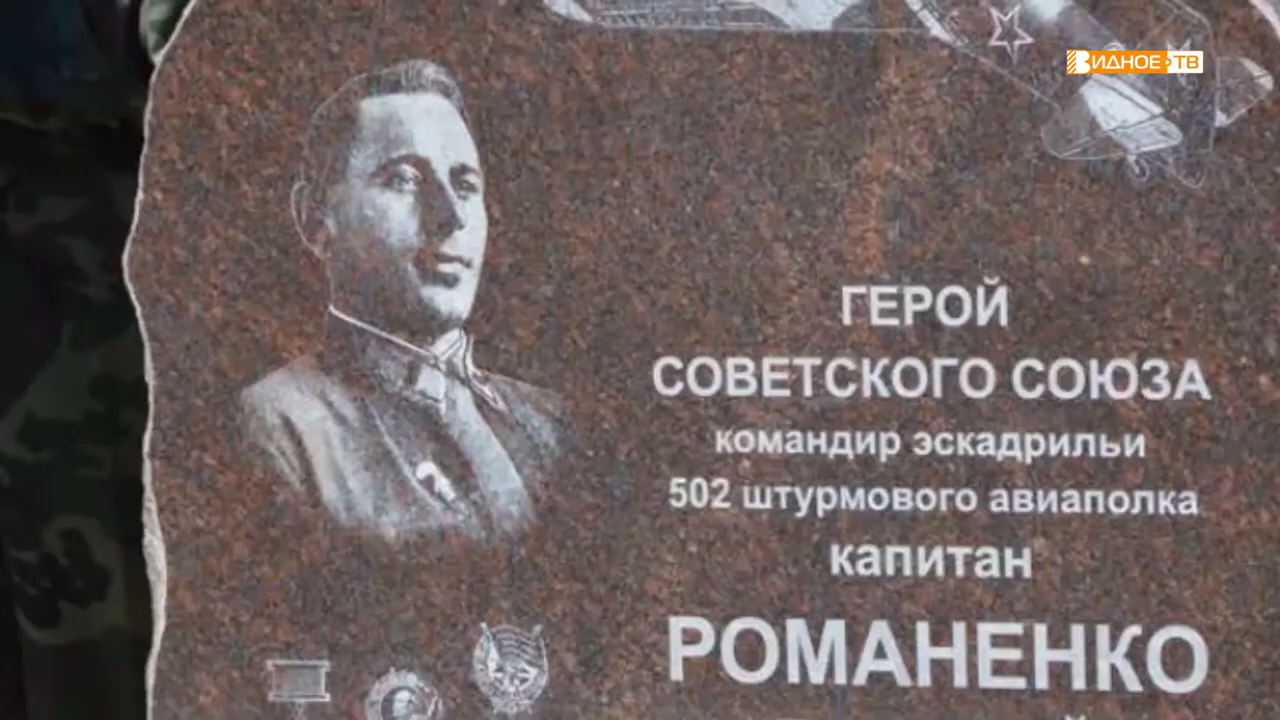 ВИДНОЕ ТВ
ГЕРОЙ
СОВЕТСКОГО СОЮЗА
командир эскадрильи
502 штурмового авиаполка
капитан
РОМАНЕНКО